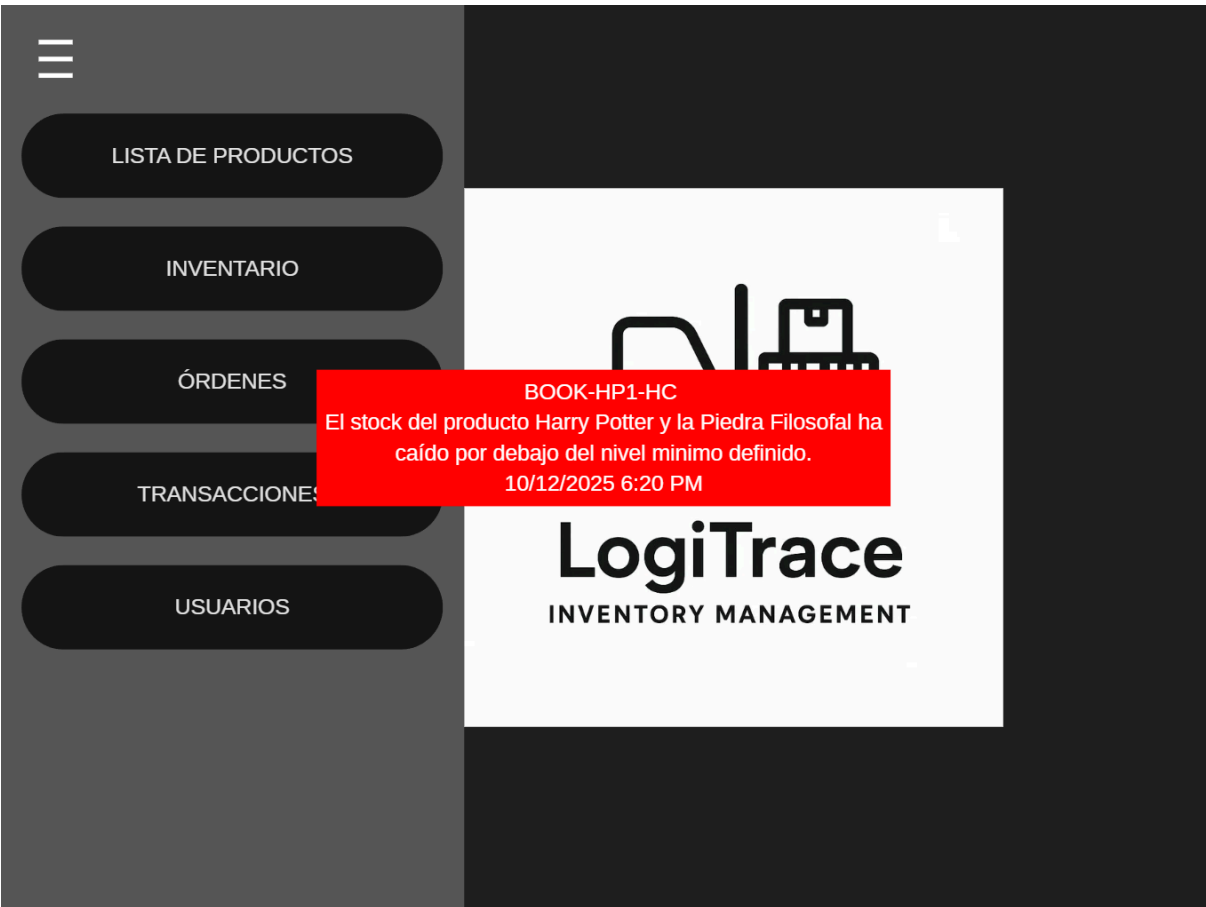 LISTA DE PRODUCTOS
INVENTARIO
ÓRDENES
TRANSACCIONES
USUARIOS
BOOK-HP1-HC
El stock del producto Harry Potter y la Piedra Filosofal ha
caído por debajo del nivel minimo definido.
10/12/2025 6:20 PM
LogiTrace
INVENTORY MANAGEMENT